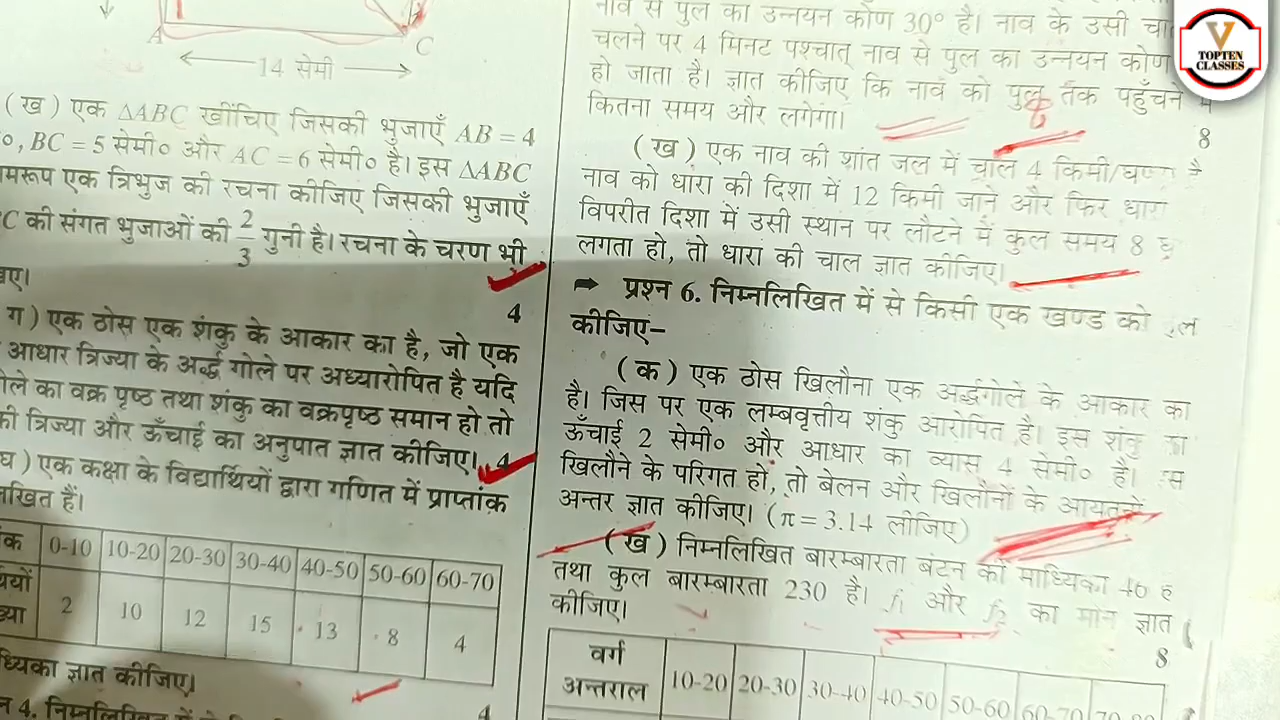 A
C
14 सेमी
( ख ) एक ΔABC खींचिए जिसकी भुजाएँ AB = 4
BC = 5 सेमी० और AC = 6 सेमी० है। इस ΔABC
एक त्रिभुज की रचना कीजिए जिसकी भुजाएँ
की संगत भुजाओं की 2/3 गुनी है। रचना के चरण भी
4
ग ) एक ठोस एक शंकु के आकार का है, जो एक
आधार त्रिज्या के अर्द्ध गोले पर अध्यारोपित है यदि
का वक्र पृष्ठ तथा शंकु का वक्रपृष्ठ समान हो तो
त्रिज्या और ऊँचाई का अनुपात ज्ञात कीजिए। 4
घ ) एक कक्षा के विद्यार्थियों द्वारा गणित में प्राप्तांक
हैं।
0-10 10-20 20-30 30-40 40-50 50-60 60-70
2 10 12 15 13 8 4
ज्ञात कीजिए।
4
4. निम्नलिखित में से
नाव से पुल का उन्नयन कोण 30° है। नाव के उसी
चलने पर 4 मिनट पश्चात् नाव से पुल का उन्नयन कोण
हो जाता है। ज्ञात कीजिए कि नाव को पुल तक पहुँचने में
कितना समय और लगेगा।
8
( ख ) एक नाव की शांत जल में चाल 4 किमी/घण्टा है
नाव को धारा की दिशा में 12 किमी जाने और फिर धारा
विपरीत दिशा में उसी स्थान पर लौटने में कुल समय 8
लगता हो, तो धारा की चाल ज्ञात कीजिए।
➡ प्रश्न 6. निम्नलिखित में से किसी एक खण्ड को
कीजिए–
( क ) एक ठोस खिलौना एक अर्द्धगोले के आकार का
है। जिस पर एक लम्बवृत्तीय शंकु आरोपित है। इस शंकु का
ऊँचाई 2 सेमी० और आधार का व्यास 4 सेमी० है।
खिलौने के परिगत हो, तो बेलन और खिलौनों के आयतनों
अन्तर ज्ञात कीजिए। (π = 3.14 लीजिए)
( ख ) निम्नलिखित बारम्बारता बंटन की माध्यिका 46 है
तथा कुल बारम्बारता 230 है। f₁ और f₂ का मान ज्ञात
कीजिए।
8
वर्ग
अन्तराल 10-20 20-30 30-40 40-50 50-60 60-70
V
TOPTEN
CLASSES